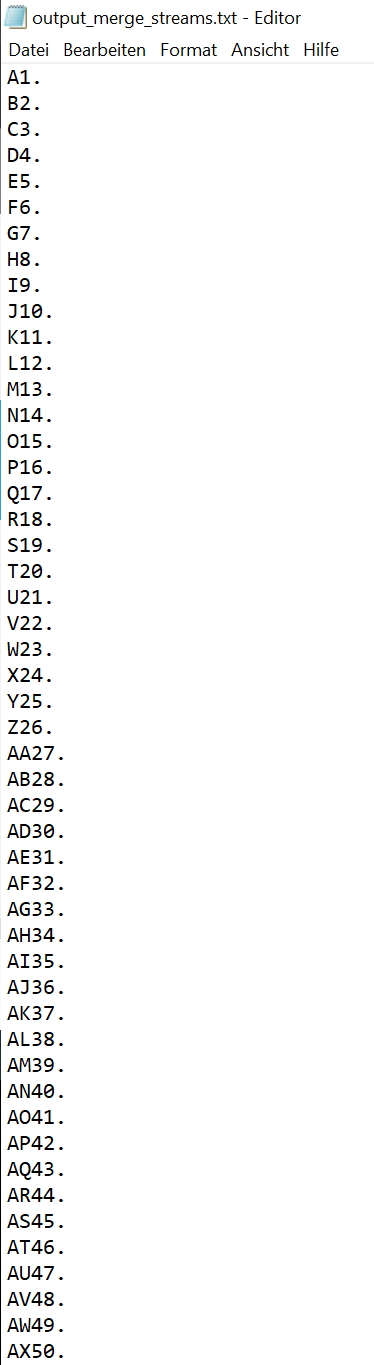 output_merge_streams.txt - Editor
Datei Bearbeiten Format Ansicht Hilfe
A1.
B2.
C3.
D4.
E5.
F6.
G7.
H8.
I9.
J10.
K11.
L12.
M13.
N14.
O15.
P16.
Q17.
R18.
S19.
T20.
U21.
V22.
W23.
X24.
Y25.
Z26.
AA27.
AB28.
AC29.
AD30.
AE31.
AF32.
AG33.
AH34.
AI35.
AJ36.
AK37.
AL38.
AM39.
AN40.
AO41.
AP42.
AQ43.
AR44.
AS45.
AT46.
AU47.
AV48.
AW49.
AX50.